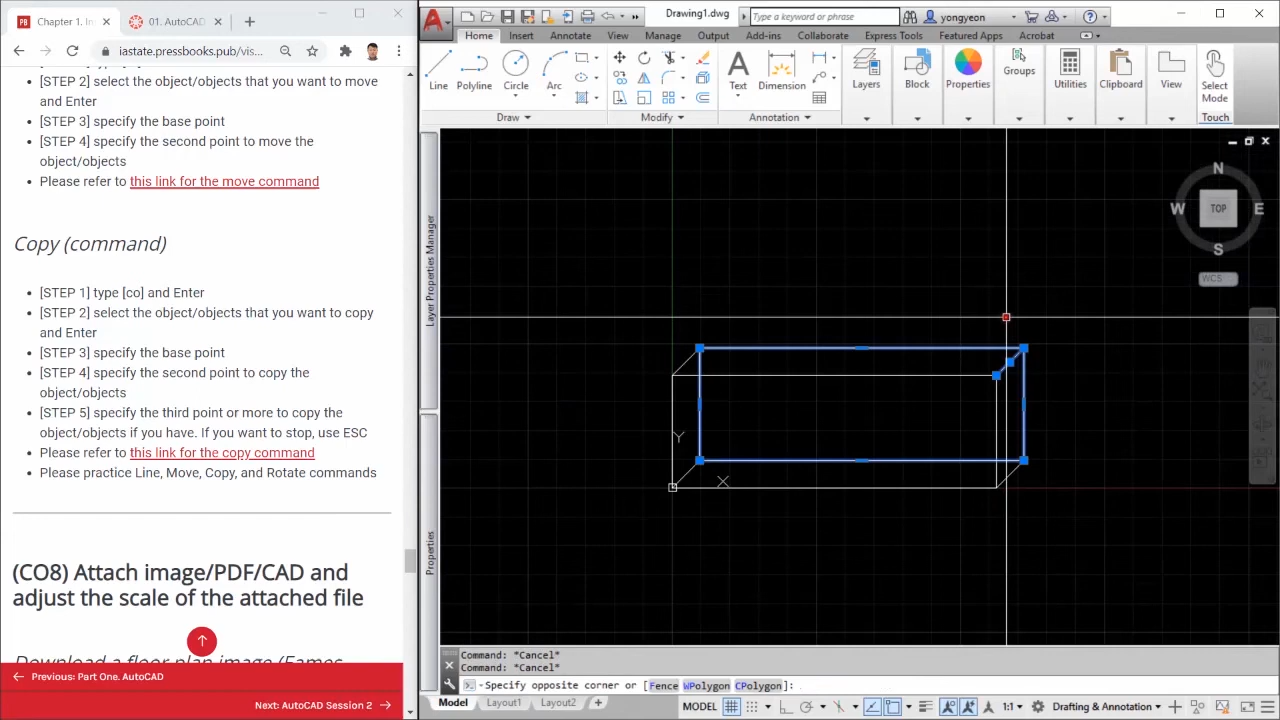 PB Chapter 1. In
01. AutoCAD
iastate.pressbooks.pub/vis...
[STEP 2] select the object/objects that you want to move
and Enter
[STEP 3] specify the base point
[STEP 4] specify the second point to move the
object/objects
Please refer to this link for the move command
Copy (command)
[STEP 1] type [co] and Enter
[STEP 2] select the object/objects that you want to copy
and Enter
[STEP 3] specify the base point
[STEP 4] specify the second point to copy the
object/objects
[STEP 5] specify the third point or more to copy the
object/objects if you have. If you want to stop, use ESC
Please refer to this link for the copy command
Please practice Line, Move, Copy, and Rotate commands
(CO8) Attach image/PDF/CAD and
adjust the scale of the attached file
Download a floor plan image (Eames
Previous: Part One. AutoCAD
Next: AutoCAD Session 2
A
Drawing1.dwg
Type a keyword or phrase
yongyeon
Home Insert Annotate View Manage Output Add-ins Collaborate Express Tools Featured Apps Acrobat
Line Polyline Circle Arc
Text Dimension
Layers Block Properties Groups Utilities Clipboard View Select
Mode
Draw Modify Annotation Touch
Layer Properties Manager
Properties
N
W TOP E
S
WCS
Y
X
Command: *Cancel*
Command: *Cancel*
Specify opposite corner or [Fence WPolygon CPolygon]:
Model Layout1 Layout2 +
MODEL 1:1 Drafting & Annotation